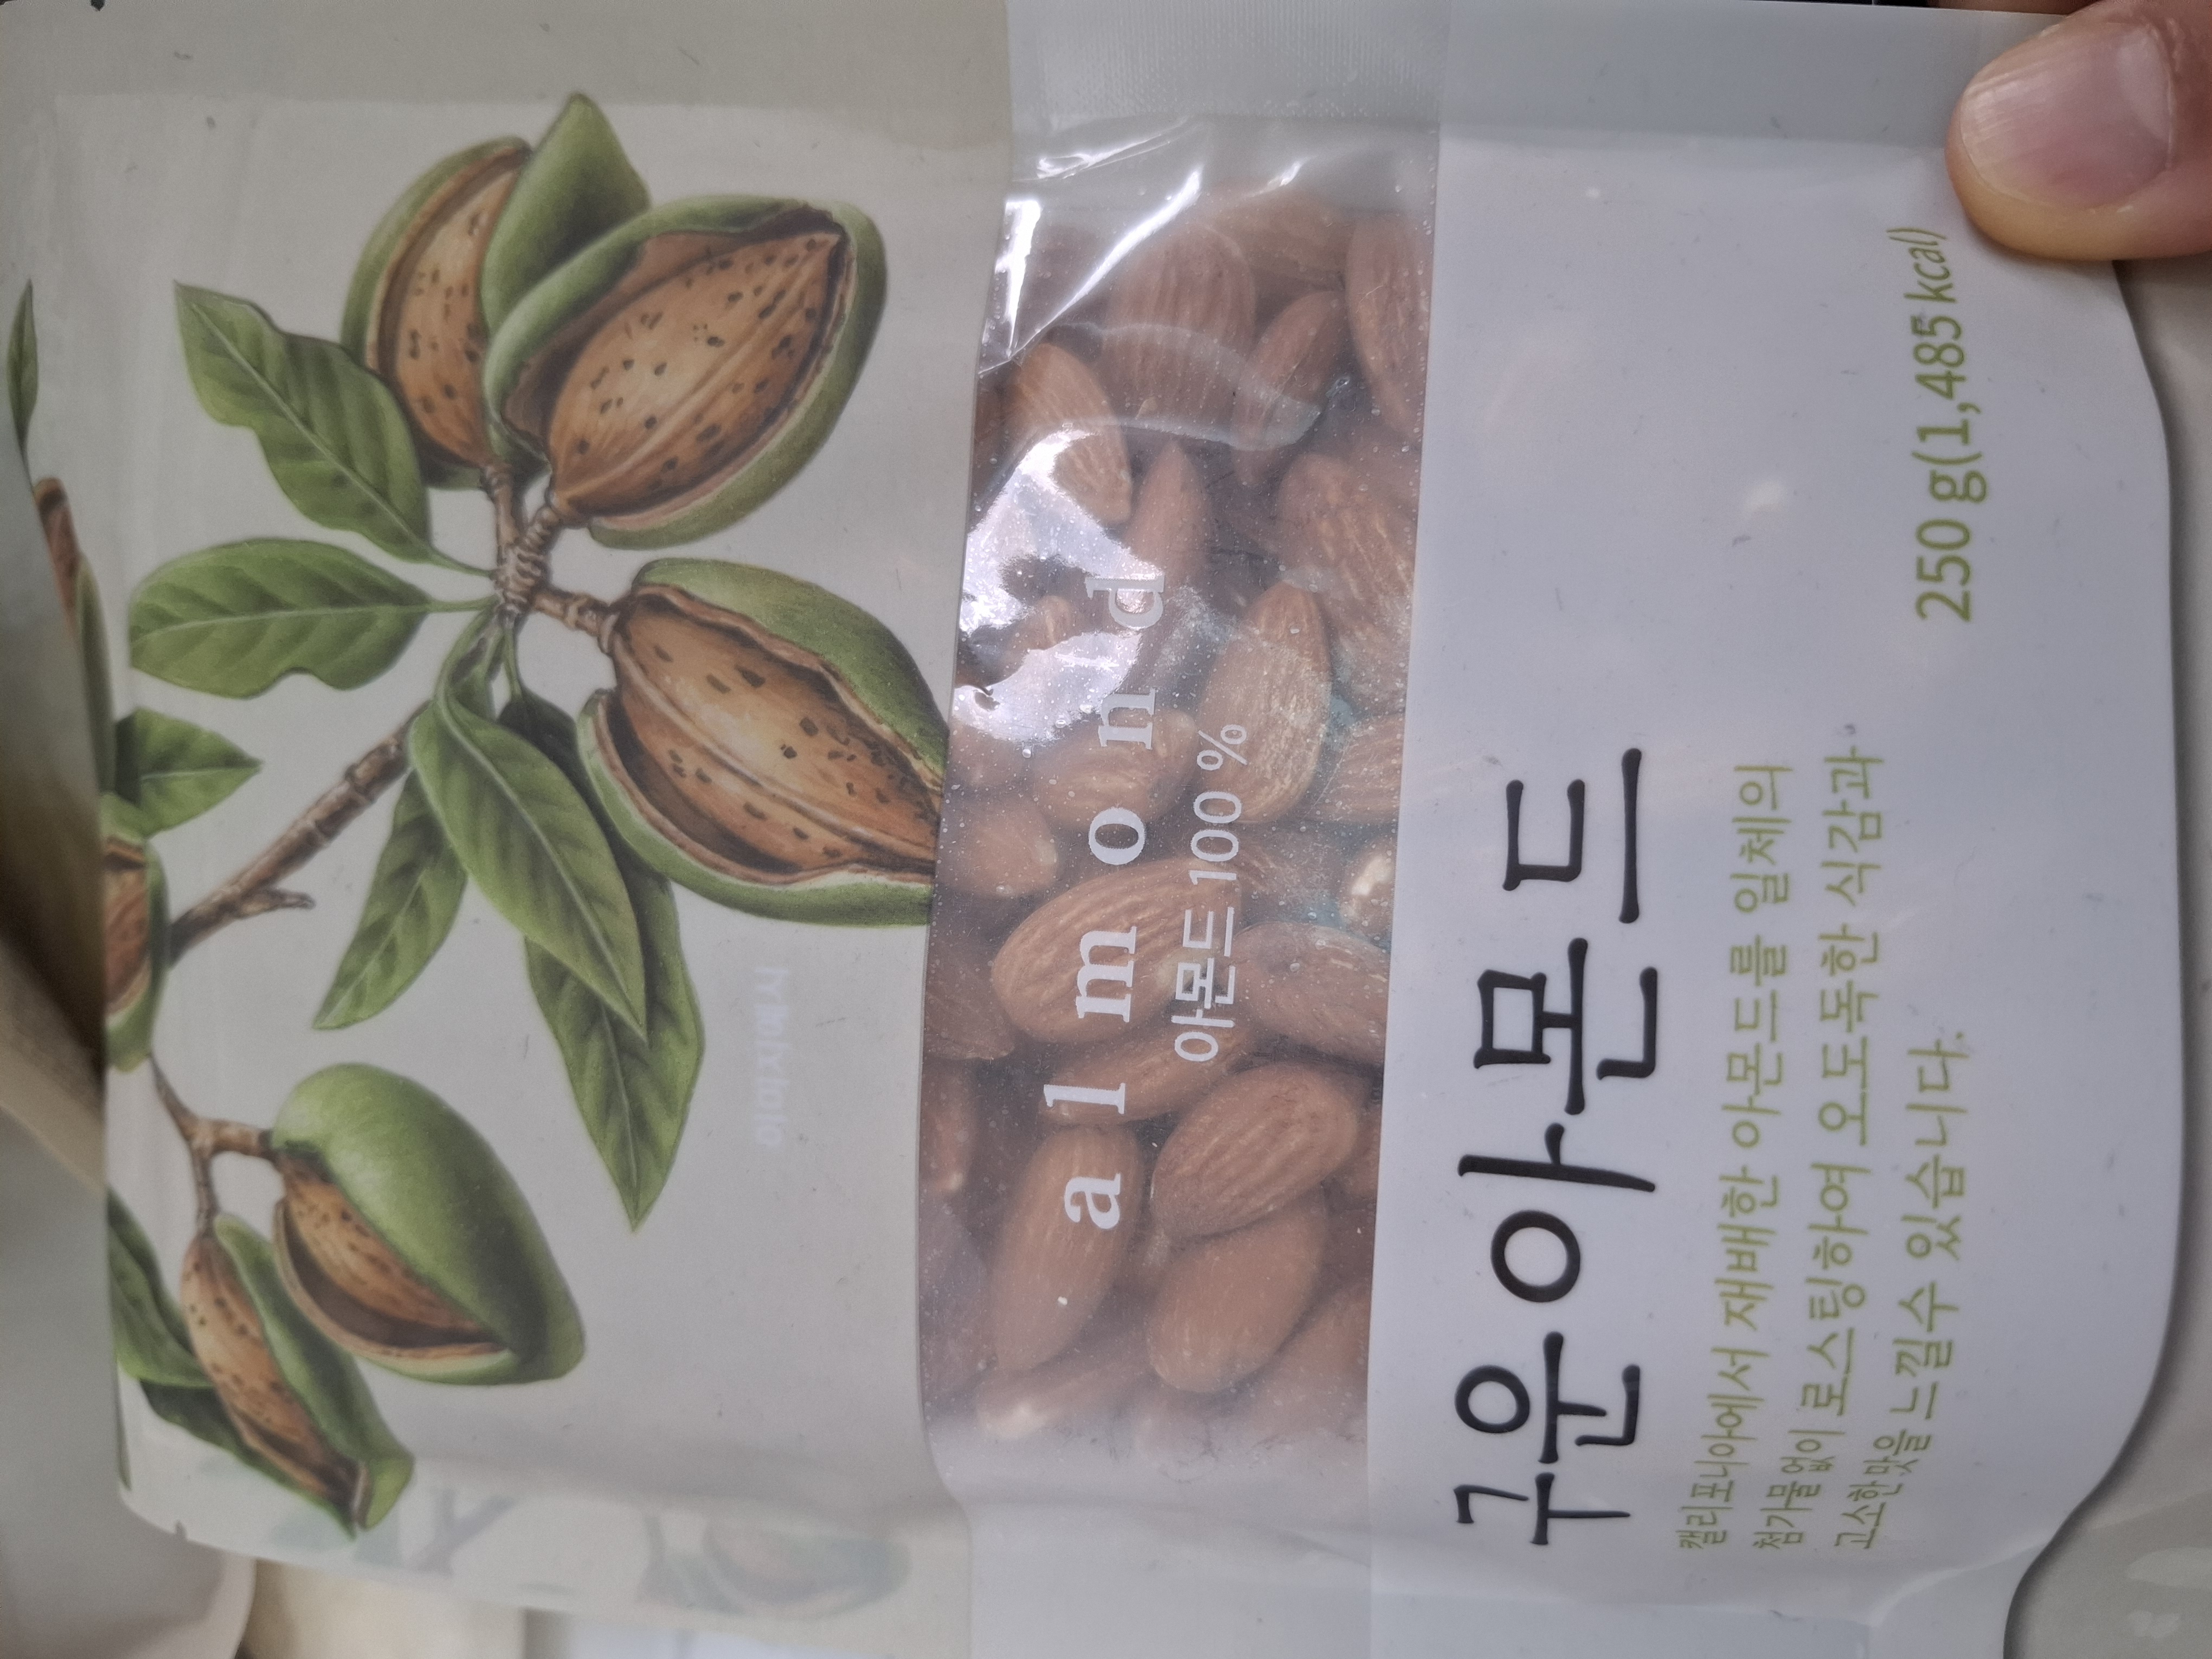 almond
아몬드 100 %
구운아몬드
캘리포니아에서 재배한 아몬드를 일체의
첨가물 없이 로스팅하여 오도독한 식감과
고소한 맛을 느낄수 있습니다.
250 g(1,485 kcal)